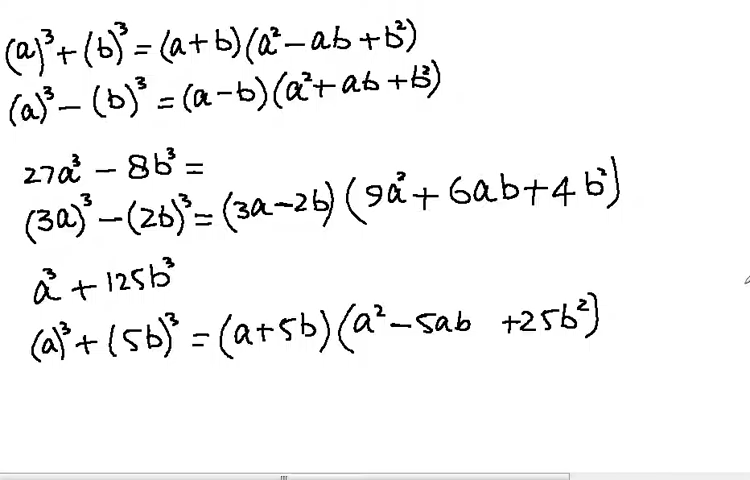 (a)³ + (b)³ = (a+b)(a² − ab + b²)
(a)³ − (b)³ = (a−b)(a² + ab + b²)
27a³ − 8b³ =
(3a)³ − (2b)³ = (3a−2b)(9a² + 6ab + 4b²)
a³ + 125b³
(a)³ + (5b)³ = (a+5b)(a² − 5ab + 25b²)